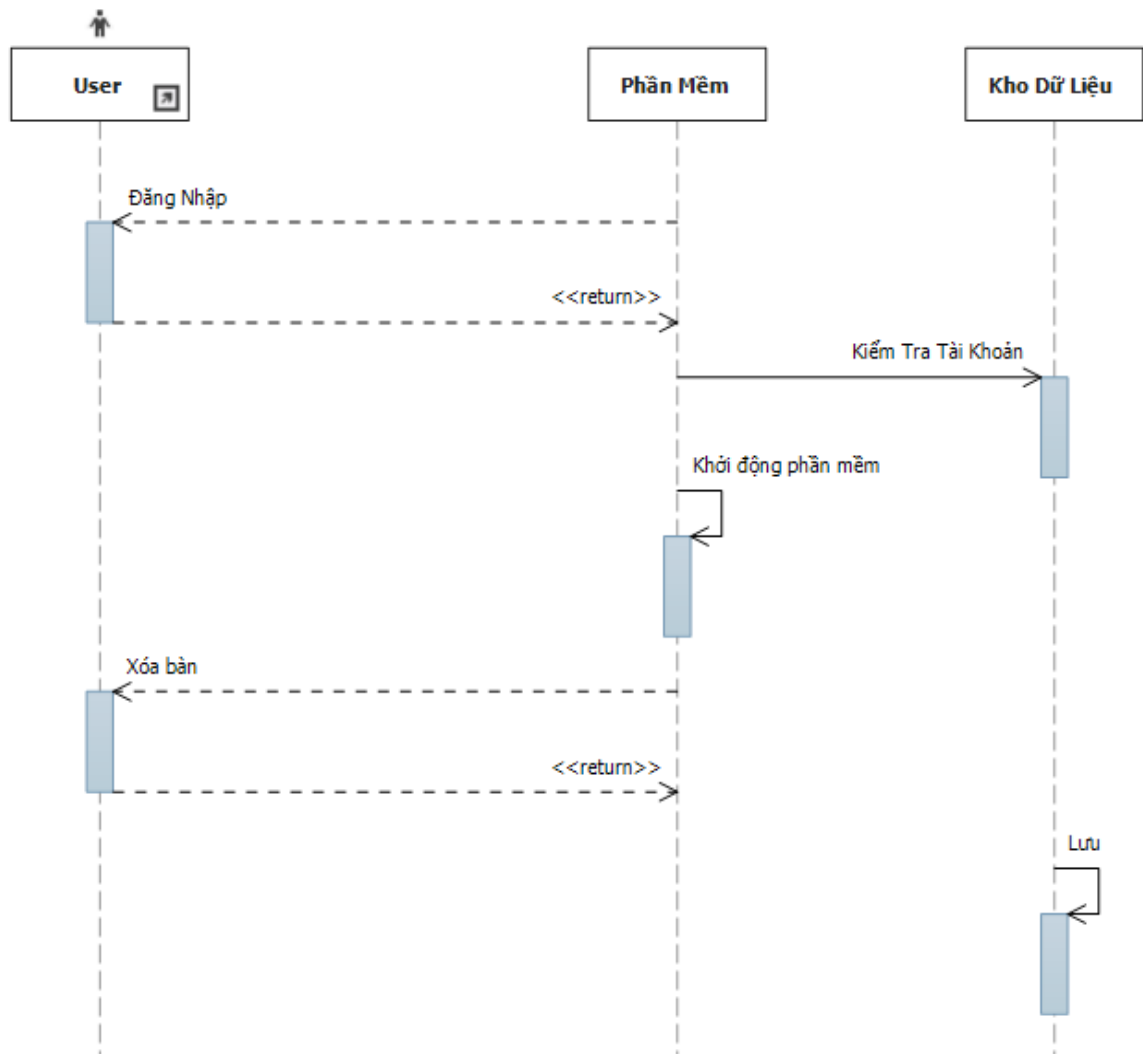 User
Phần Mềm
Kho Dữ Liệu
Đăng Nhập
<<return>>
Kiểm Tra Tài Khoản
Khởi động phần mềm
Xóa bàn
<<return>>
Lưu